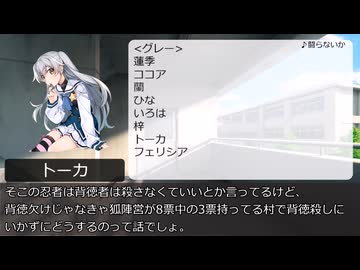 ♪闘らないか
<グレー>
蓮季
ココア
蘭
ひな
いろは
梓
トーカ
フェリシア
トーカ
そこの忍者は背徳者は殺さなくていいとか言ってるけど、
背徳欠けじゃなきゃ狐陣営が8票中の3票持ってる村で背徳殺しに
いかずにどうするのって話でしょ。